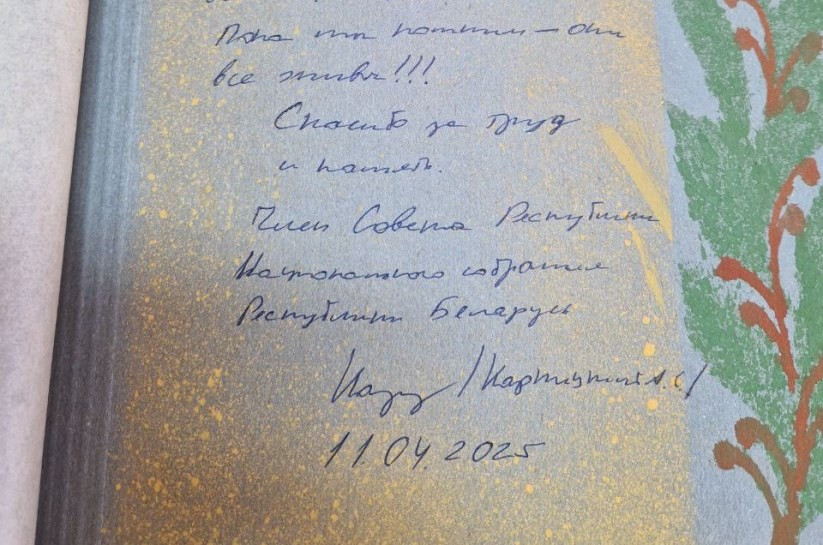 Пока мы помним – они
все живы!!!
Спасибо за труд
и память.
Член Совета Республики
Национального собрания
Республики Беларусь
11.04.2025